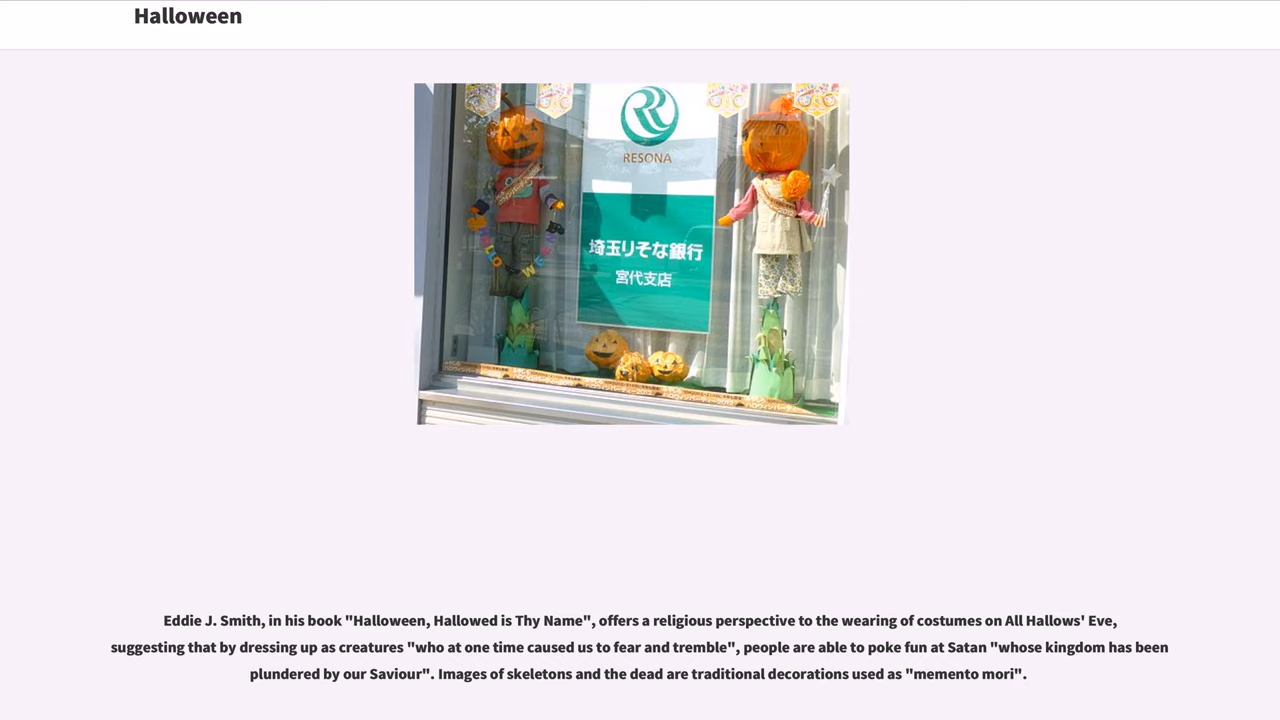 Halloween
RESONA
埼玉りそな銀行
宮代支店
Eddie J. Smith, in his book "Halloween, Hallowed is Thy Name", offers a religious perspective to the wearing of costumes on All Hallows' Eve,
suggesting that by dressing up as creatures "who at one time caused us to fear and tremble", people are able to poke fun at Satan "whose kingdom has been
plundered by our Saviour". Images of skeletons and the dead are traditional decorations used as "memento mori".